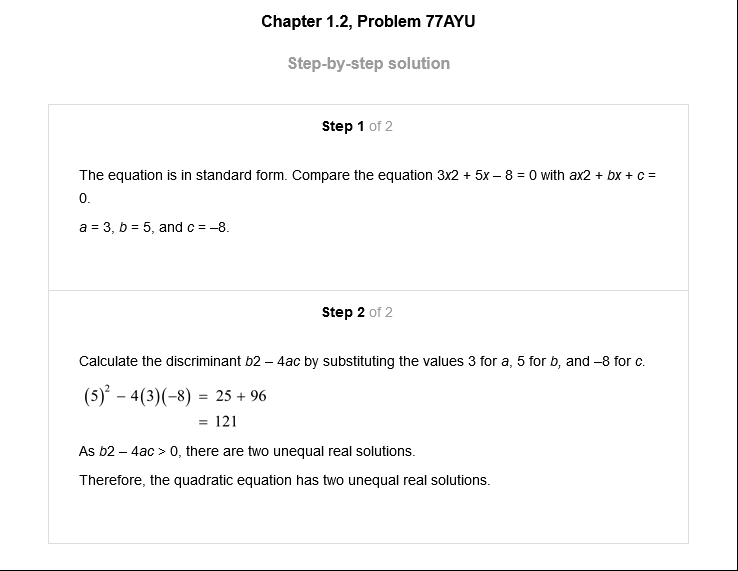 Chapter 1.2, Problem 77AYU
Step-by-step solution
Step 1 of 2
The equation is in standard form. Compare the equation 3x2 + 5x – 8 = 0 with ax2 + bx + c =
0.
a = 3, b = 5, and c = –8.
Step 2 of 2
Calculate the discriminant b2 – 4ac by substituting the values 3 for a, 5 for b, and –8 for c.
(5)² – 4(3)(–8) = 25 + 96
= 121
As b2 – 4ac > 0, there are two unequal real solutions.
Therefore, the quadratic equation has two unequal real solutions.